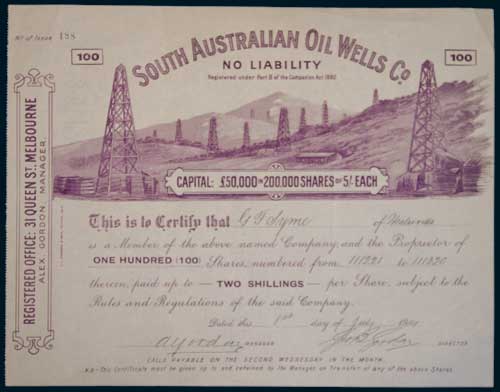 No of Issue 488
SOUTH AUSTRALIAN OIL WELLS Co
100
100
NO LIABILITY
Registered under Part II of the Companies Act 1892
CAPITAL: £50,000 IN 200,000 SHARES OF 5/- EACH
REGISTERED OFFICE: 31 QUEEN ST. MELBOURNE
ALEX. GORDON MANAGER.
This is to Certify that G Syme of
is a Member of the above named Company, and the Proprietor of
ONE HUNDRED (100) Shares, numbered from 111221 to 111320
thereon, paid up to — TWO SHILLINGS — per Share, subject to the
Rules and Regulations of the said Company.
Dated this day of July
MANAGER
DIRECTOR
CALLS PAYABLE ON THE SECOND WEDNESDAY IN THE MONTH.
N.B - This Certificate must be given up to and retained by the Manager on Transfer of any of the above Shares.